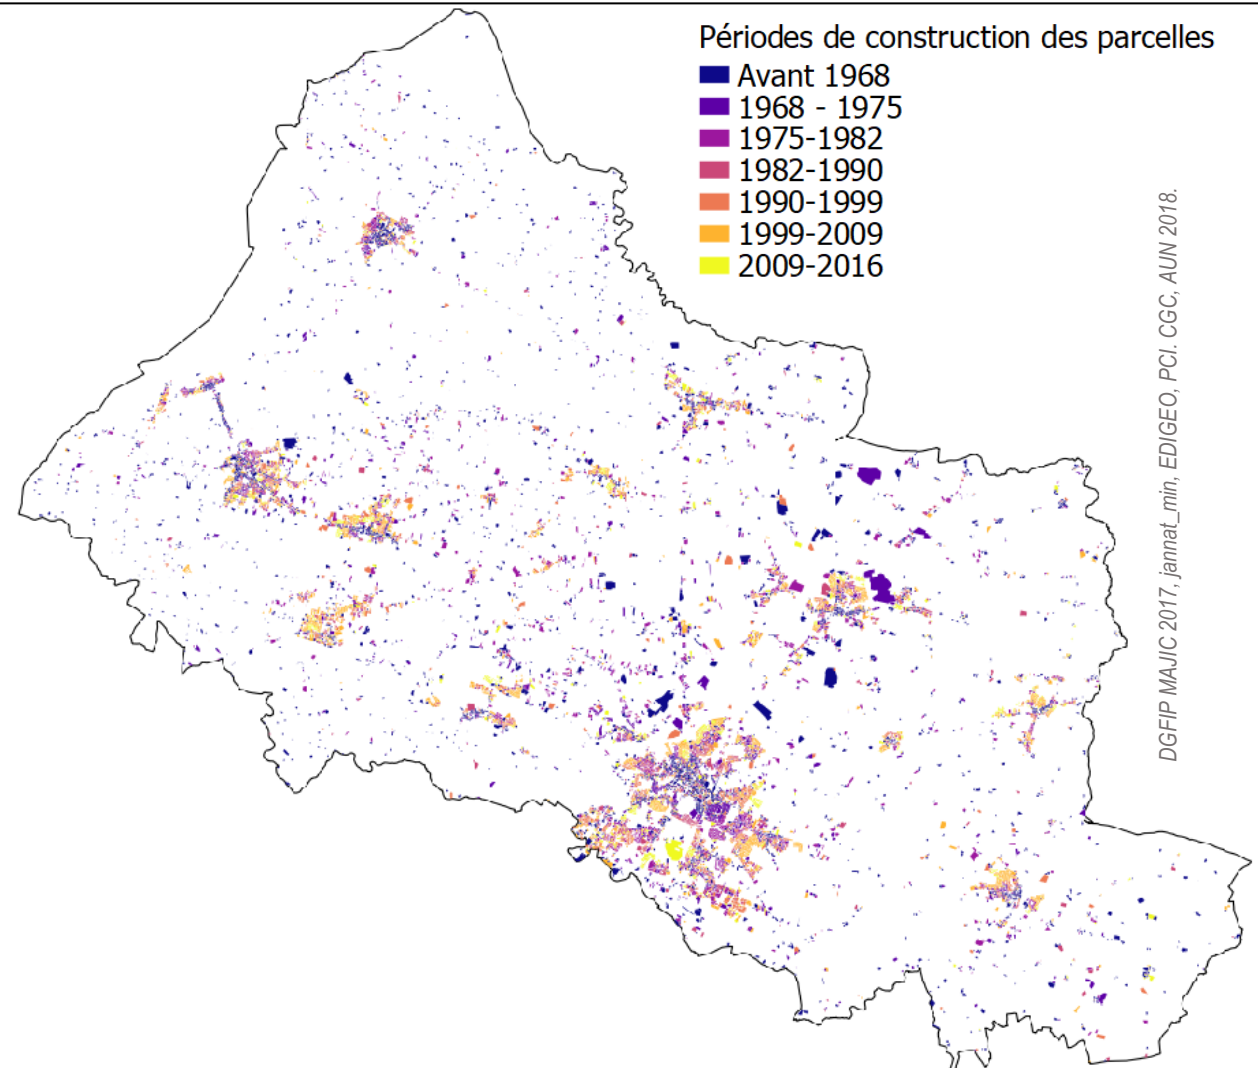 Périodes de construction des parcelles
Avant 1968
1968 - 1975
1975-1982
1982-1990
1990-1999
1999-2009
2009-2016
DGFIP MAJIC 2017, jannat_min, EDIGEO, PCI. CGC, AUN 2018.